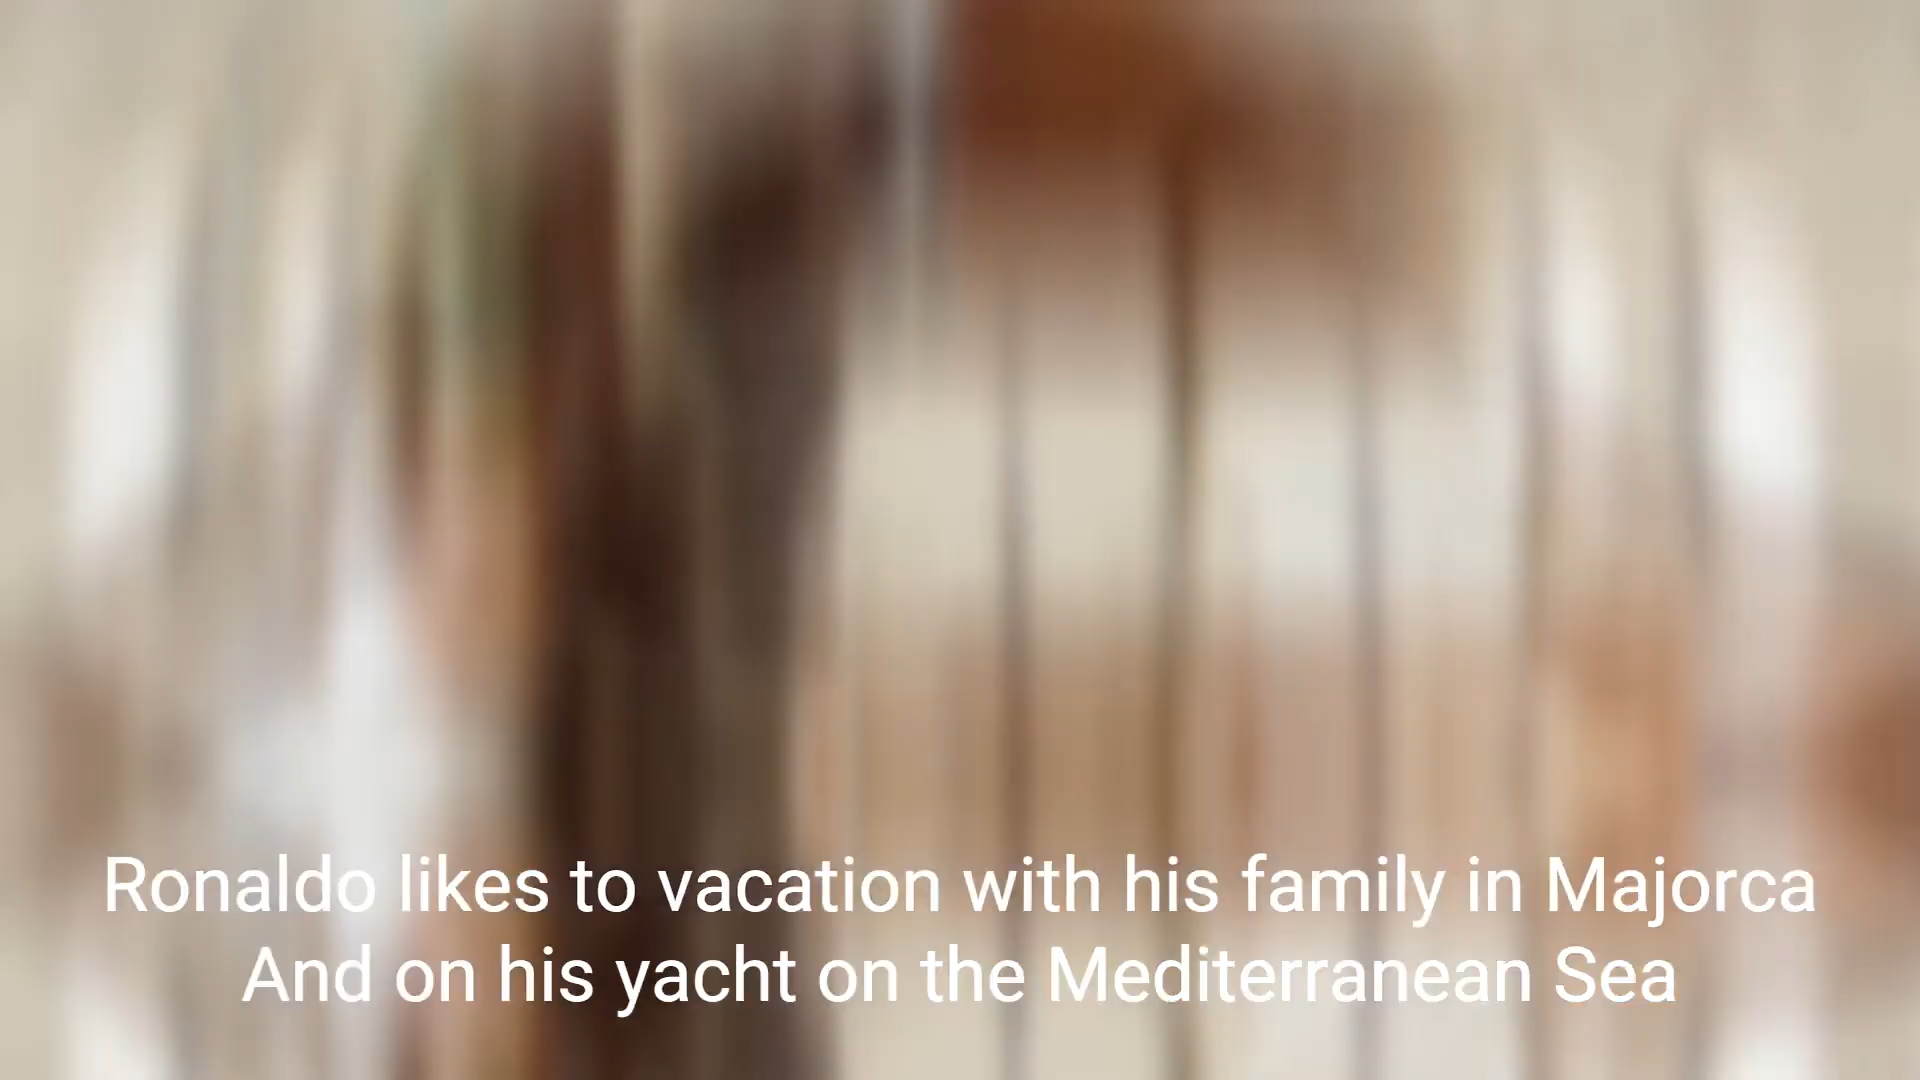 Ronaldo likes to vacation with his family in Majorca
And on his yacht on the Mediterranean Sea